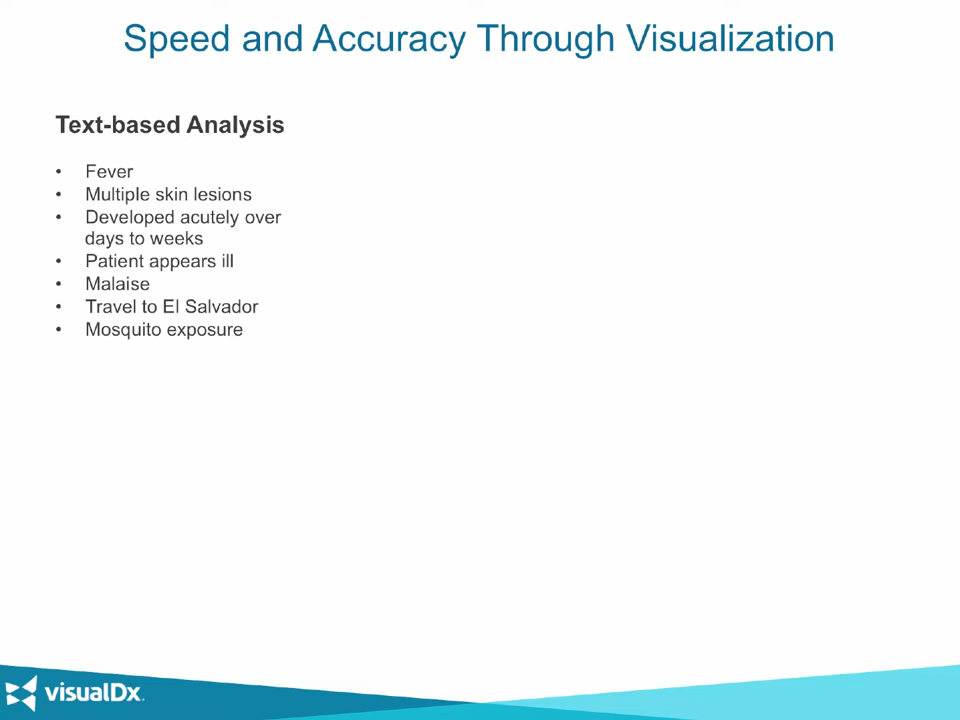 Speed and Accuracy Through Visualization
Text-based Analysis
• Fever
• Multiple skin lesions
• Developed acutely over
days to weeks
• Patient appears ill
• Malaise
• Travel to El Salvador
• Mosquito exposure
visualDx.